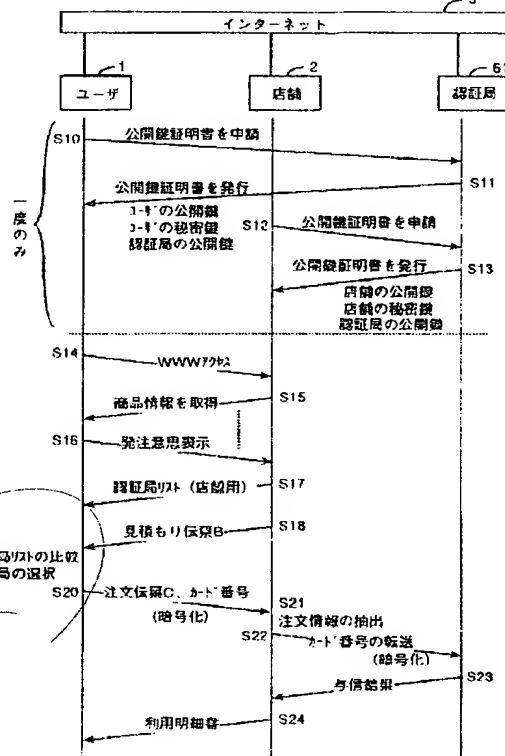 インターネット
1
2
ユーザ
店舗
認証局
S10
公開鍵証明書を申請
S11
公開鍵証明書を発行
ユーザの公開鍵
ユーザの秘密鍵
認証局の公開鍵
一度のみ
S12
公開鍵証明書を申請
公開鍵証明書を発行
S13
店舗の公開鍵
店舗の秘密鍵
認証局の公開鍵
S14
WWWアクセス
商品情報を取得
S15
S16
発注意思表示
認証局リスト（店舗用）
S17
見積もり伝票B
S18
局リストの比較
局の選択
S20
注文伝票C、カード番号
(暗号化)
S21
注文情報の抽出
S22
カード番号の転送
(暗号化)
S23
与信結果
S24
利用明細書